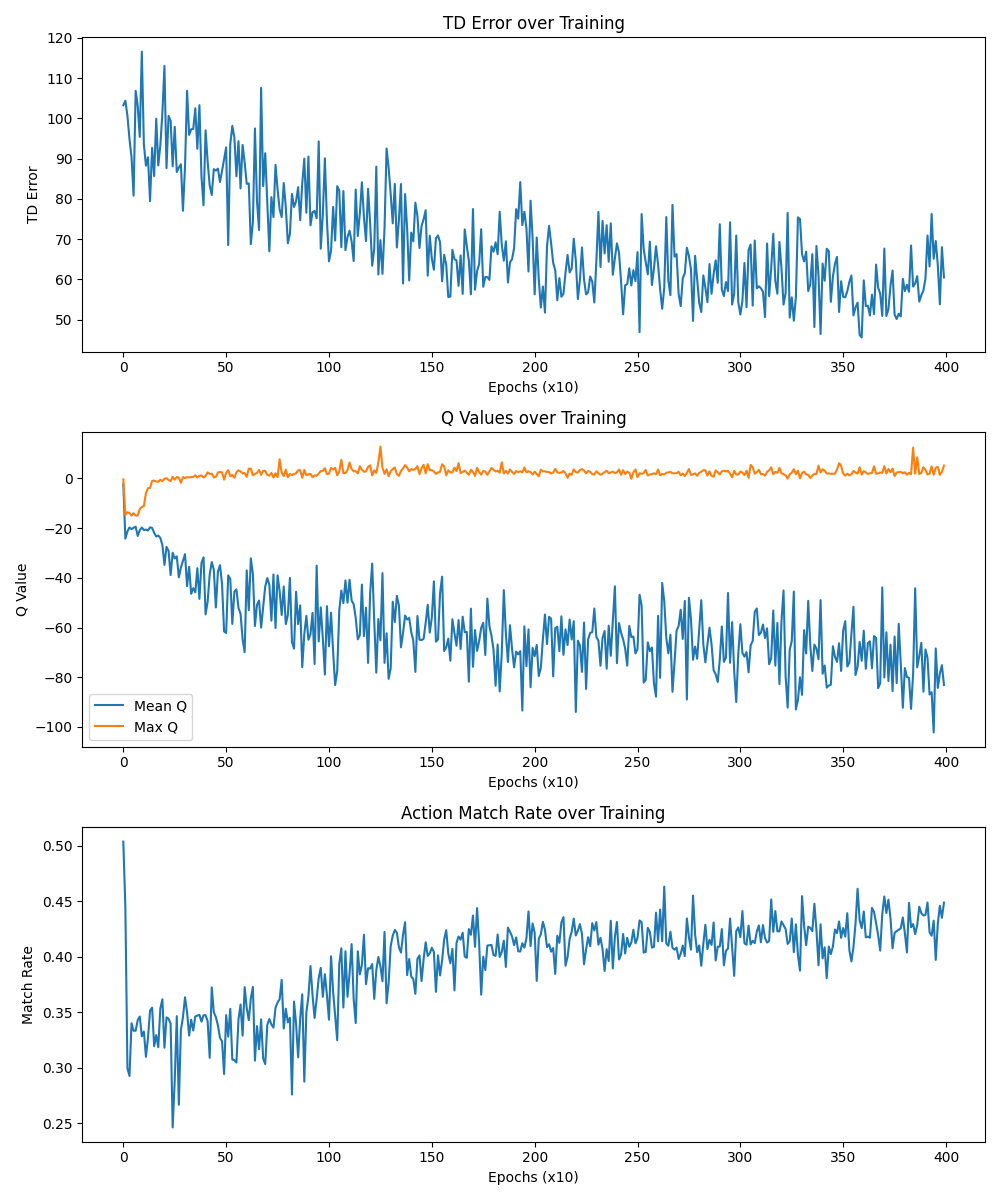 TD Error over Training
120
110
100
90
80
70
60
50
TD Error
0 50 100 150 200 250 300 350 400
Epochs (x10)
Q Values over Training
0
−20
−40
−60
−80
−100
Q Value
Mean Q
Max Q
0 50 100 150 200 250 300 350 400
Epochs (x10)
Action Match Rate over Training
0.50
0.45
0.40
0.35
0.30
0.25
Match Rate
0 50 100 150 200 250 300 350 400
Epochs (x10)